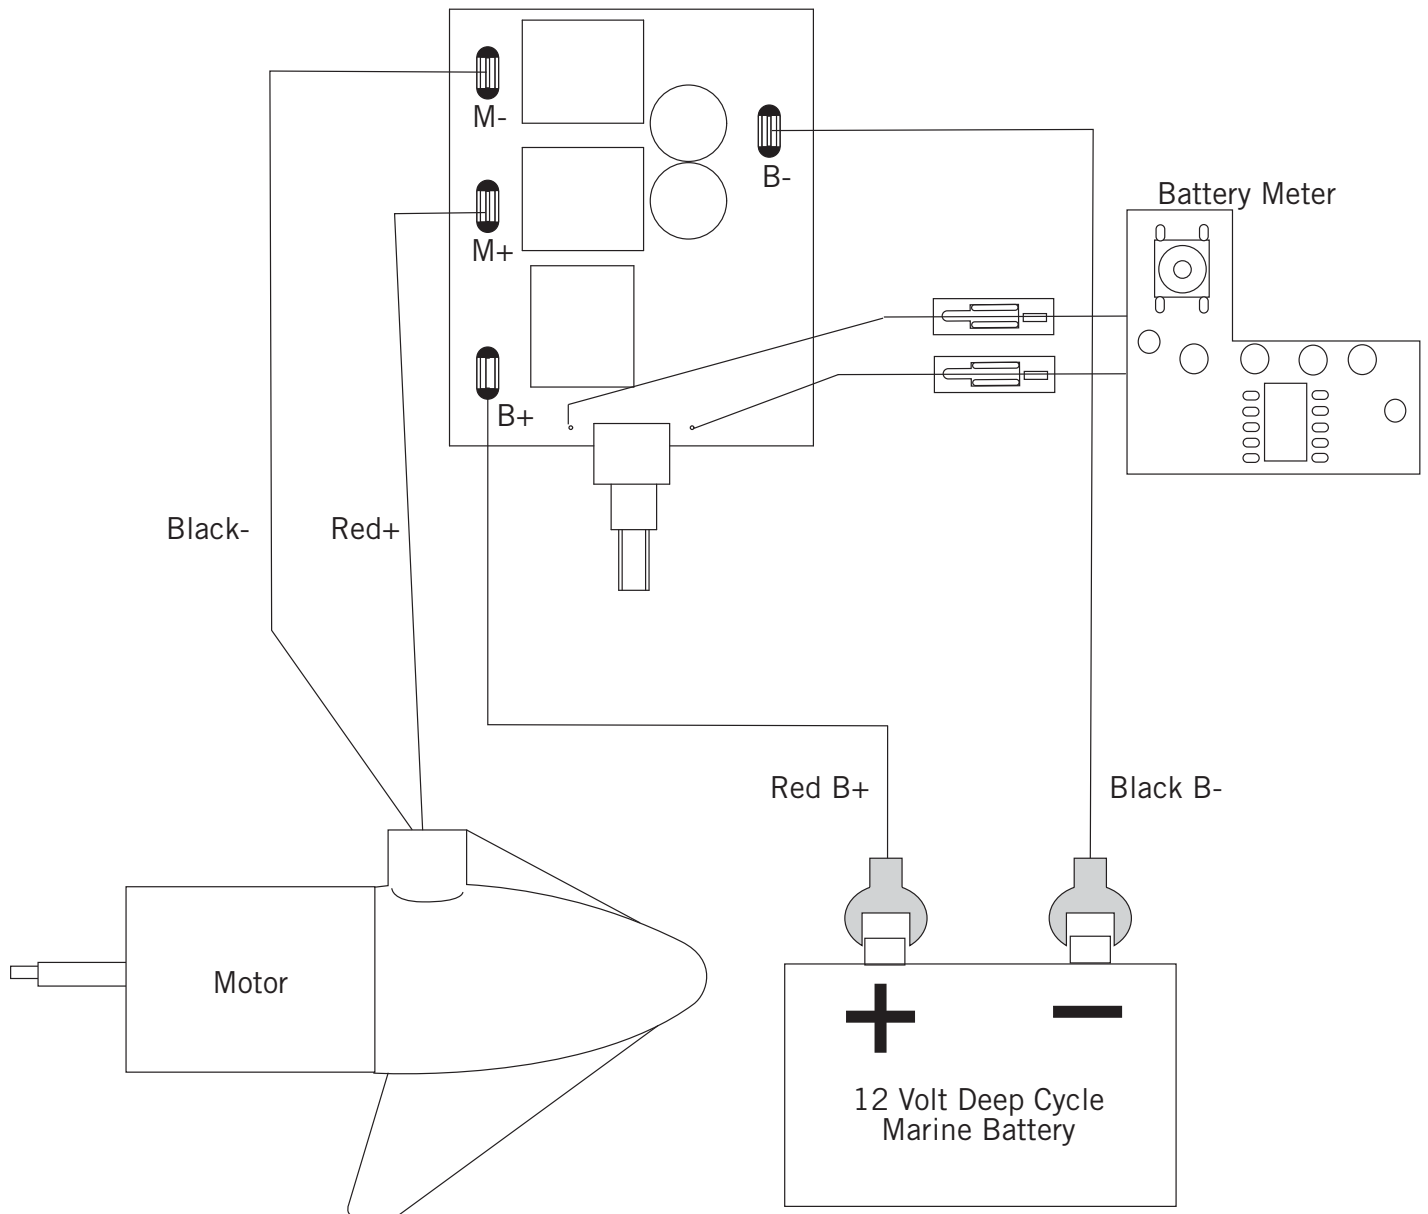 M-
B-
Battery Meter
M+
B+
Black-
Red+
Red B+
Black B-
Motor
12 Volt Deep Cycle
Marine Battery